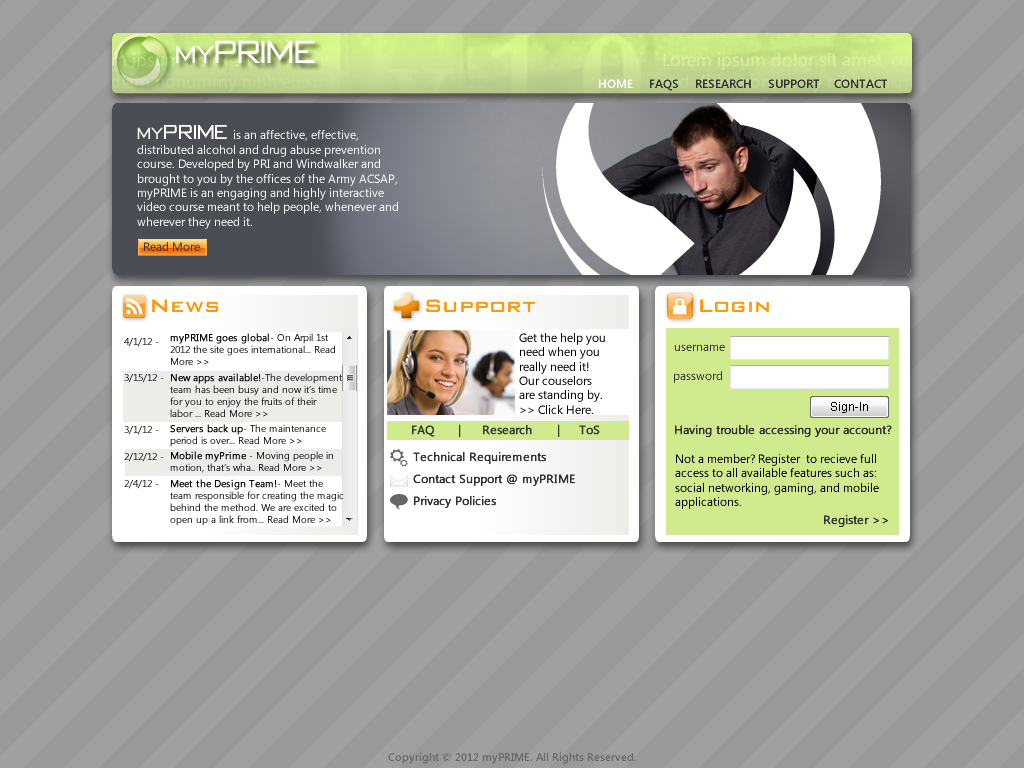 myPRIME
Lorem ipsum dolor sit amet, co
HOME FAQS RESEARCH SUPPORT CONTACT
myPRIME is an affective, effective,
distributed alcohol and drug abuse prevention
course. Developed by PRI and Windwalker and
brought to you by the offices of the Army ACSAP,
myPRIME is an engaging and highly interactive
video course meant to help people, whenever and
wherever they need it.
Read More
News
4/1/12 - myPRIME goes global- On Arpil 1st
2012 the site goes international... Read
More >>
3/15/12 - New apps available!-The development
team has been busy and now it's time
for you to enjoy the fruits of their
labor ... Read More >>
3/1/12 - Servers back up- The maintenance
period is over... Read More >>
2/12/12 - Mobile myPrime - Moving people in
motion, that's wha.. Read More >>
2/4/12 - Meet the Design Team!- Meet the
team responsible for creating the magic
behind the method. We are excited to
open up a link from... Read More >>
Support
Get the help you
need when you
really need it!
Our couselors
are standing by.
>> Click Here.
FAQ | Research | ToS
Technical Requirements
Contact Support @ myPRIME
Privacy Policies
Login
username
password
Sign-In
Having trouble accessing your account?
Not a member? Register to recieve full
access to all available features such as:
social networking, gaming, and mobile
applications.
Register >>
Copyright © 2012 myPRIME. All Rights Reserved.